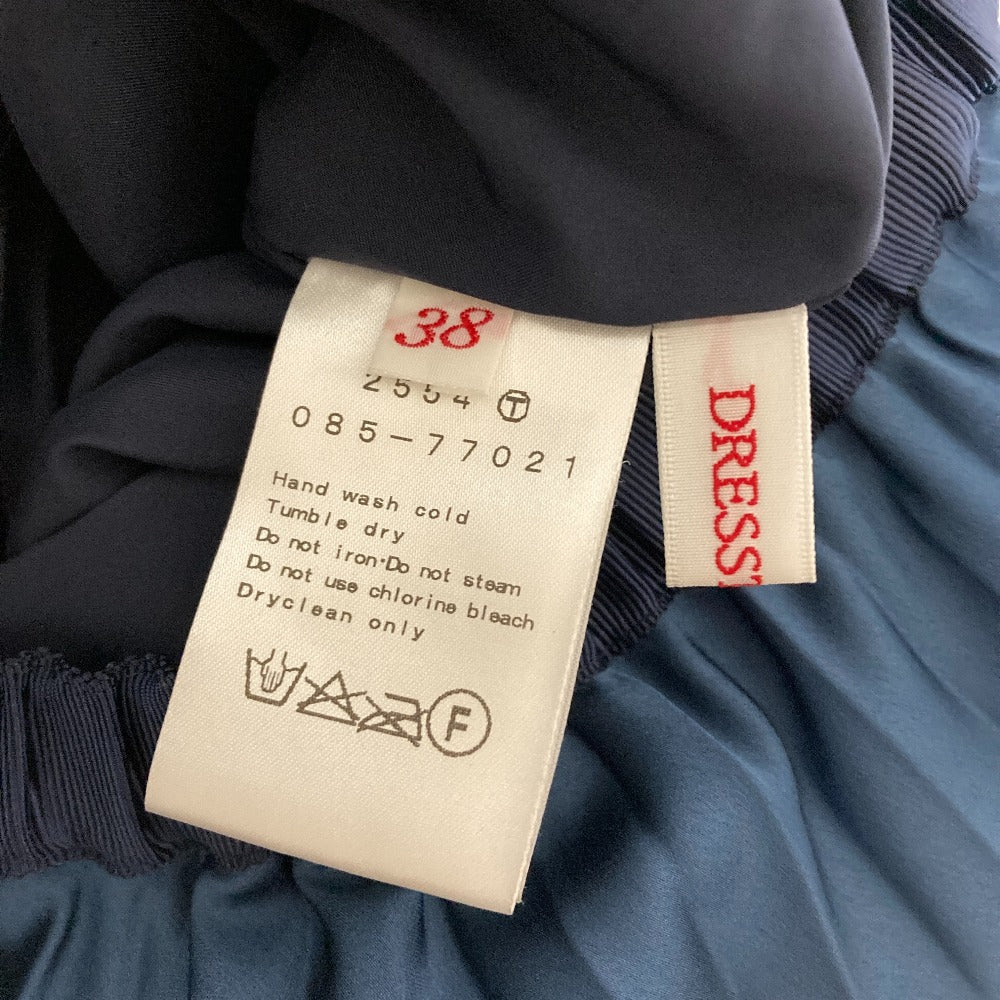 38
2554 Ⓣ
085-77021
Hand wash cold
Tumble dry
Do not iron·Do not steam
Do not use chlorine bleach
Dryclean only
F